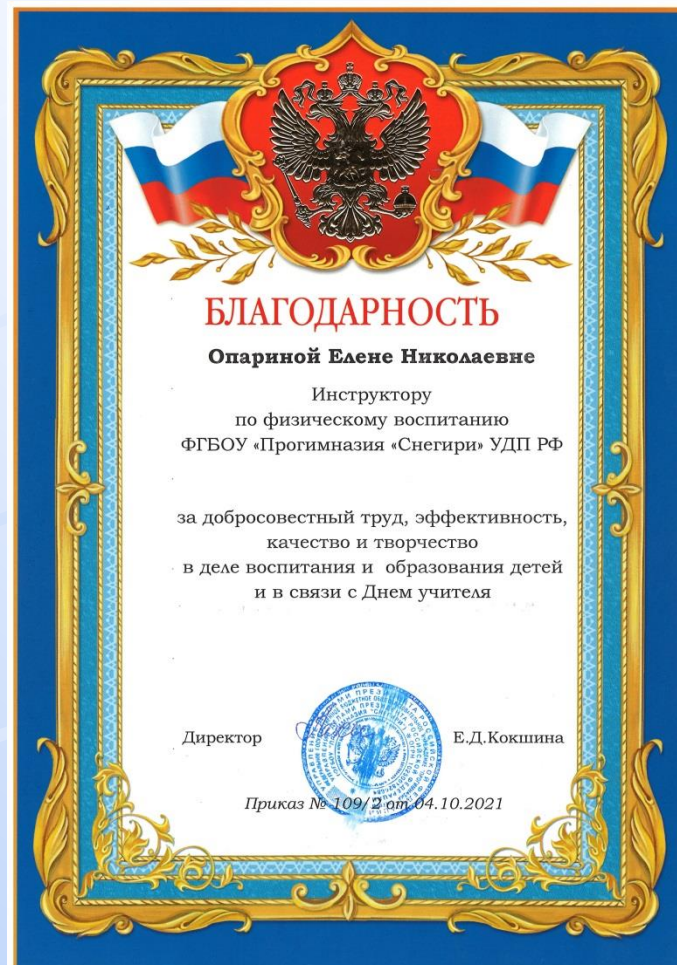 БЛАГОДАРНОСТЬ
Опариной Елене Николаевне
Инструктору
по физическому воспитанию
ФГБОУ «Прогимназия «Снегири» УДП РФ
за добросовестный труд, эффективность,
качество и творчество
в деле воспитания и образования детей
и в связи с Днем учителя
Директор
Е.Д.Кокшина
Приказ № 109/2 от 04.10.2021